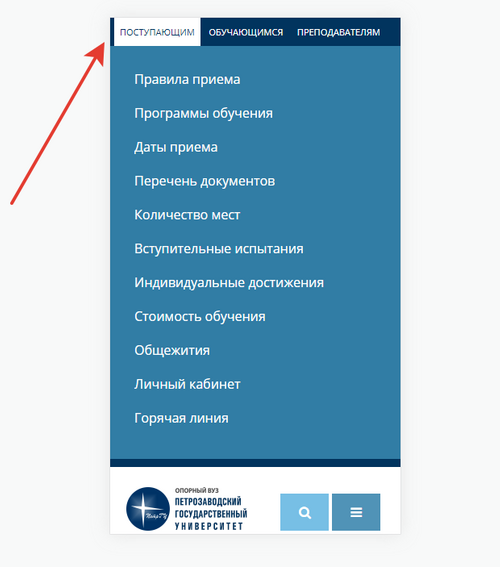 ПОСТУПАЮЩИМ ОБУЧАЮЩИМСЯ ПРЕПОДАВАТЕЛЯМ
Правила приема
Программы обучения
Даты приема
Перечень документов
Количество мест
Вступительные испытания
Индивидуальные достижения
Стоимость обучения
Общежития
Личный кабинет
Горячая линия
ОПОРНЫЙ ВУЗ
ПЕТРОЗАВОДСКИЙ
ГОСУДАРСТВЕННЫЙ
УНИВЕРСИТЕТ
ПетрГУ